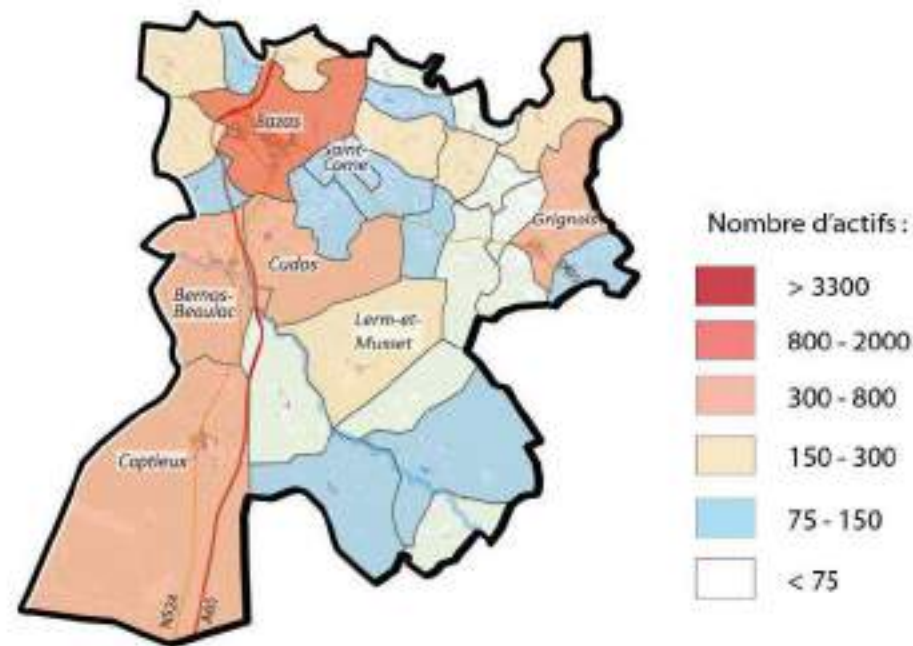 Bazas
Saint-
Come
Grignols
Cudos
Bernos-
Beaulac
Lerm-et-
Musset
Captieux
N524
A65
Nombre d'actifs :
> 3300
800 - 2000
300 - 800
150 - 300
75 - 150
< 75